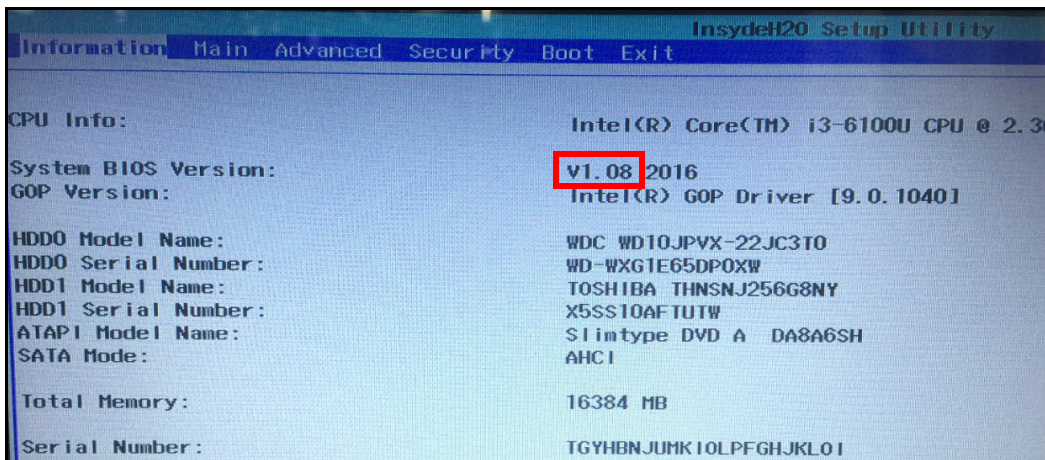 InsydeH20 Setup Utility
Information Main Advanced Security Boot Exit
CPU Info: Intel(R) Core(TM) i3-6100U CPU @ 2.3
System BIOS Version: V1.08 2016
GOP Version: Intel(R) GOP Driver [9.0.1040]
HDD0 Model Name: WDC WD10JPVX-22JC3T0
HDD0 Serial Number: WD-WXG1E65DP0XW
HDD1 Model Name: TOSHIBA THNSNJ256G8NY
HDD1 Serial Number: X5SS10AFTUTW
ATAPI Model Name: Slimtype DVD A DA8A6SH
SATA Mode: AHCI
Total Memory: 16384 MB
Serial Number: TGYHBNJUMKIOLPFGHJKLOI